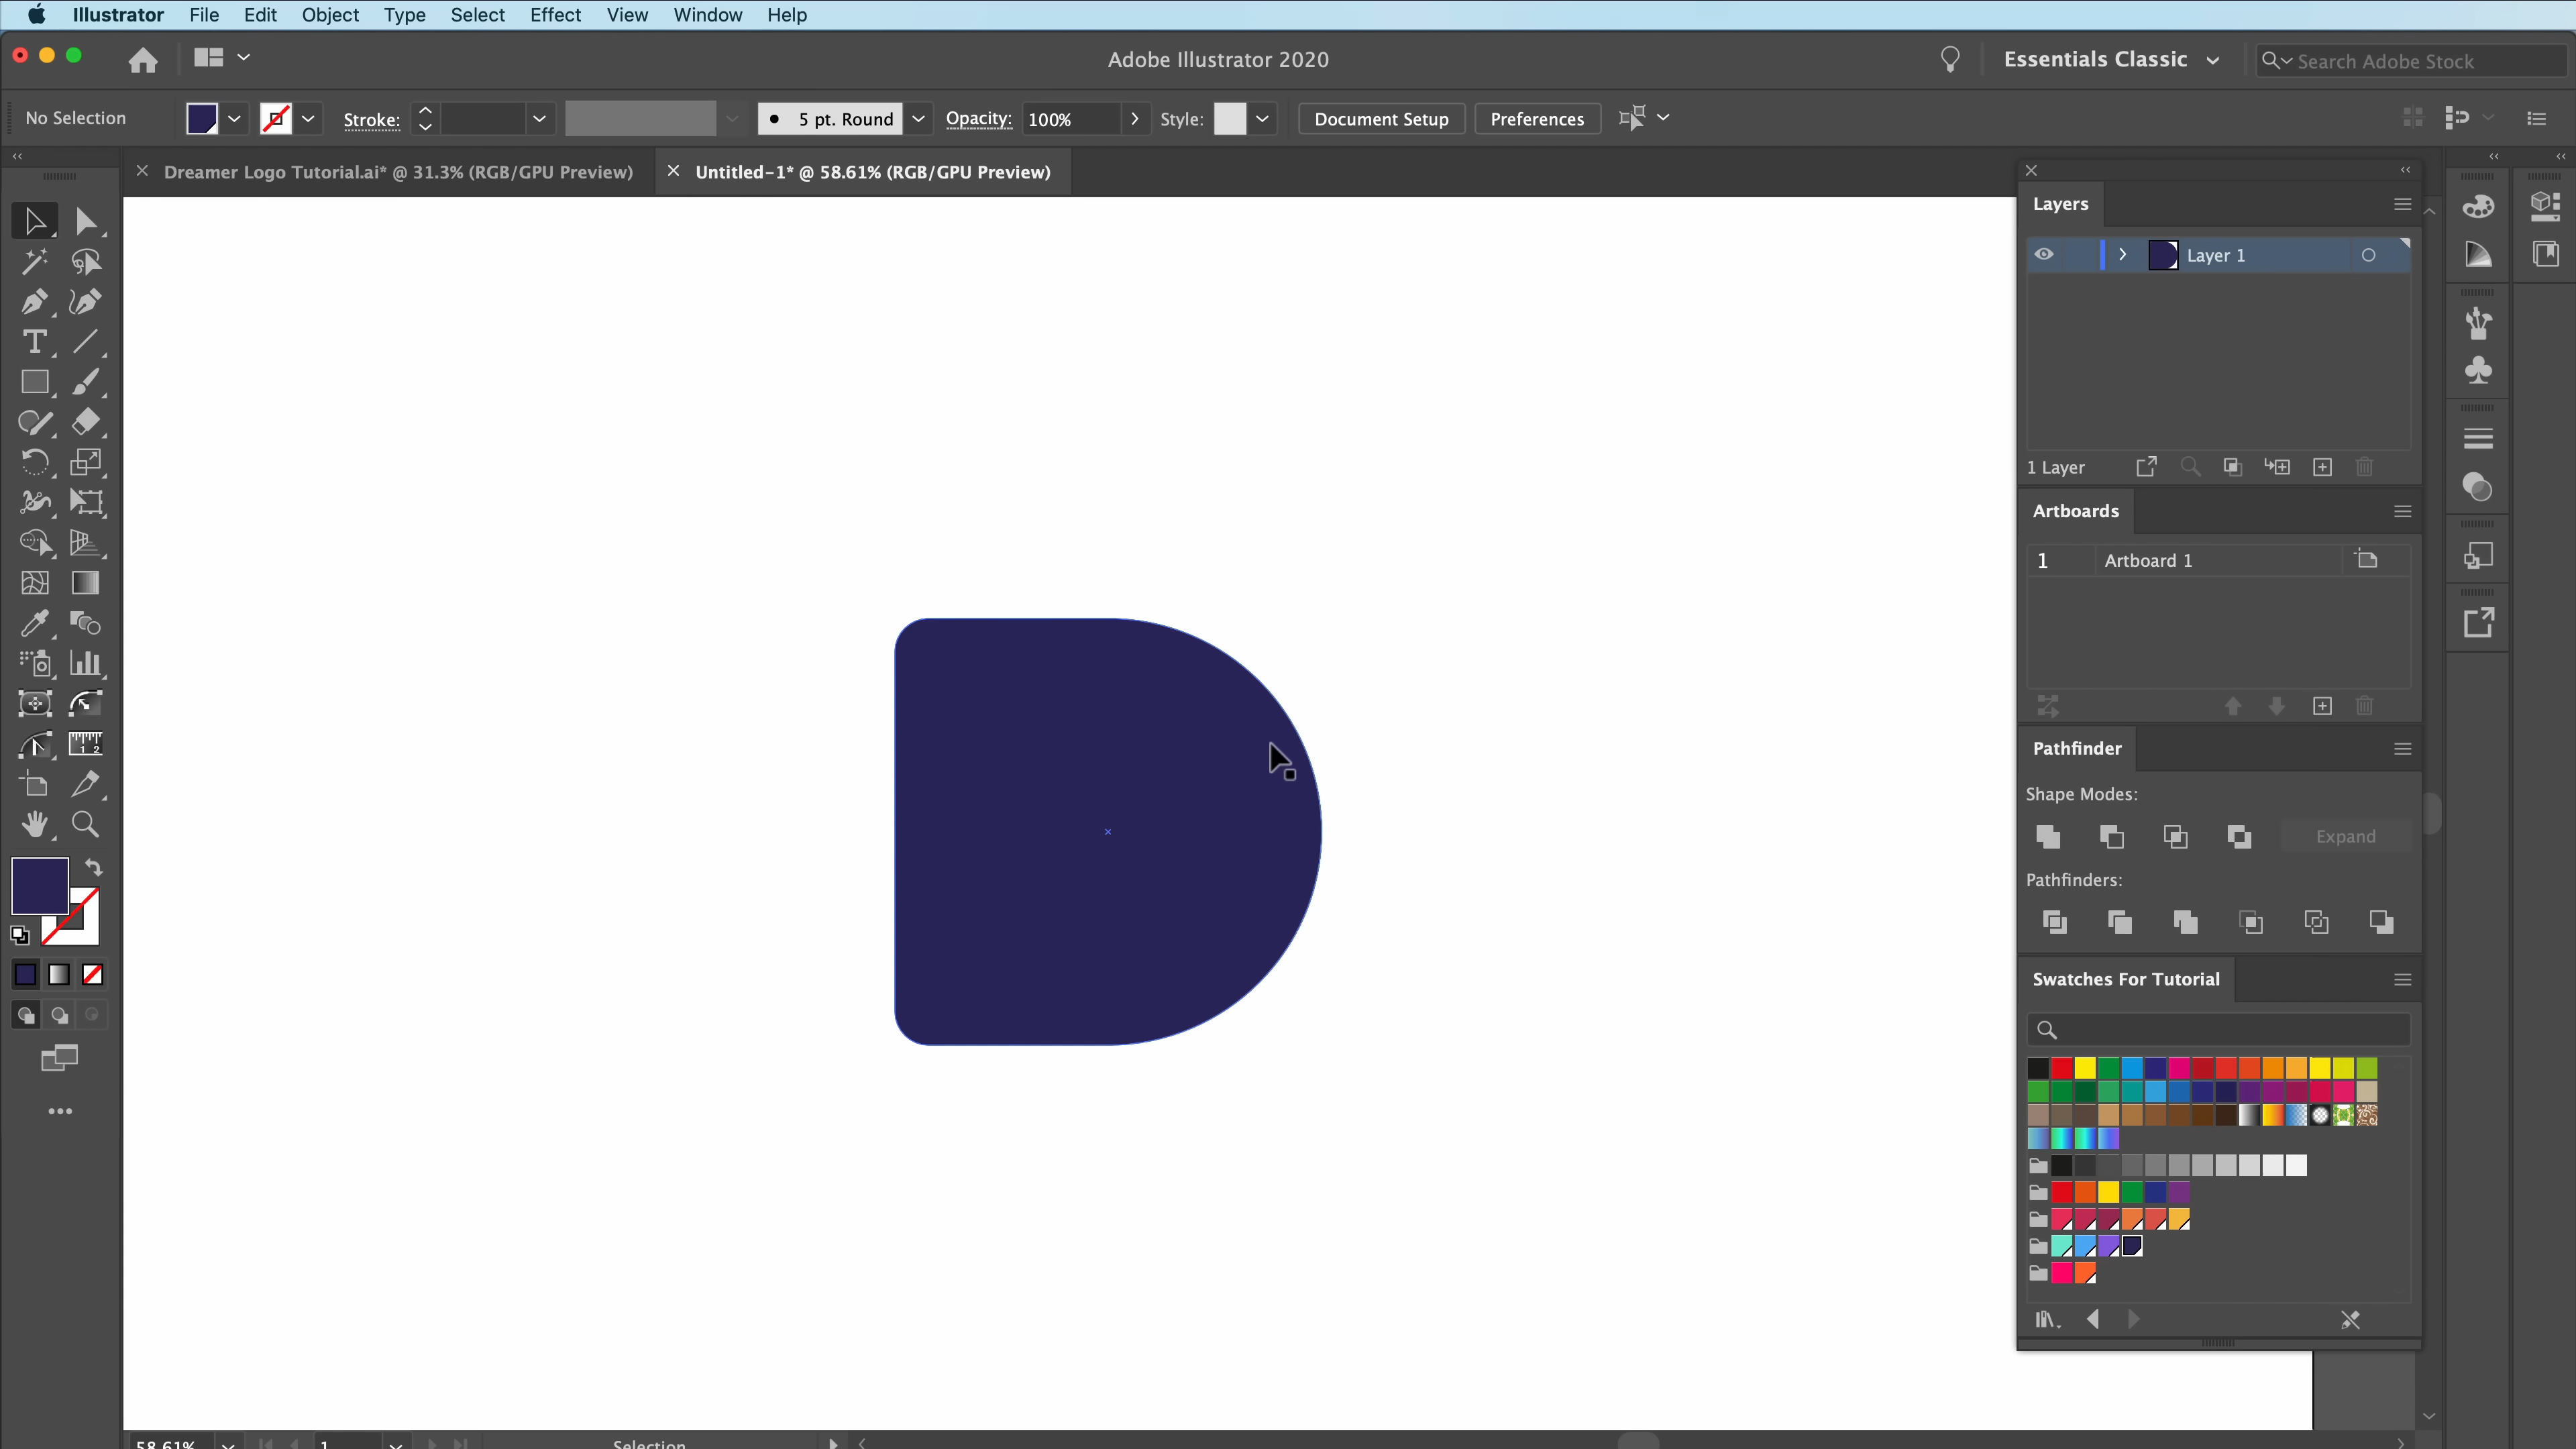 Illustrator File Edit Object Type Select Effect View Window Help
Adobe Illustrator 2020
Essentials Classic
Search Adobe Stock
No Selection
Stroke:
5 pt. Round
Opacity: 100%
Style:
Document Setup
Preferences
Dreamer Logo Tutorial.ai* @ 31.3% (RGB/GPU Preview)
Untitled-1* @ 58.61% (RGB/GPU Preview)
Layers
Layer 1
1 Layer
Artboards
1 Artboard 1
Pathfinder
Shape Modes:
Expand
Pathfinders:
Swatches For Tutorial
58.61%
1
Selection